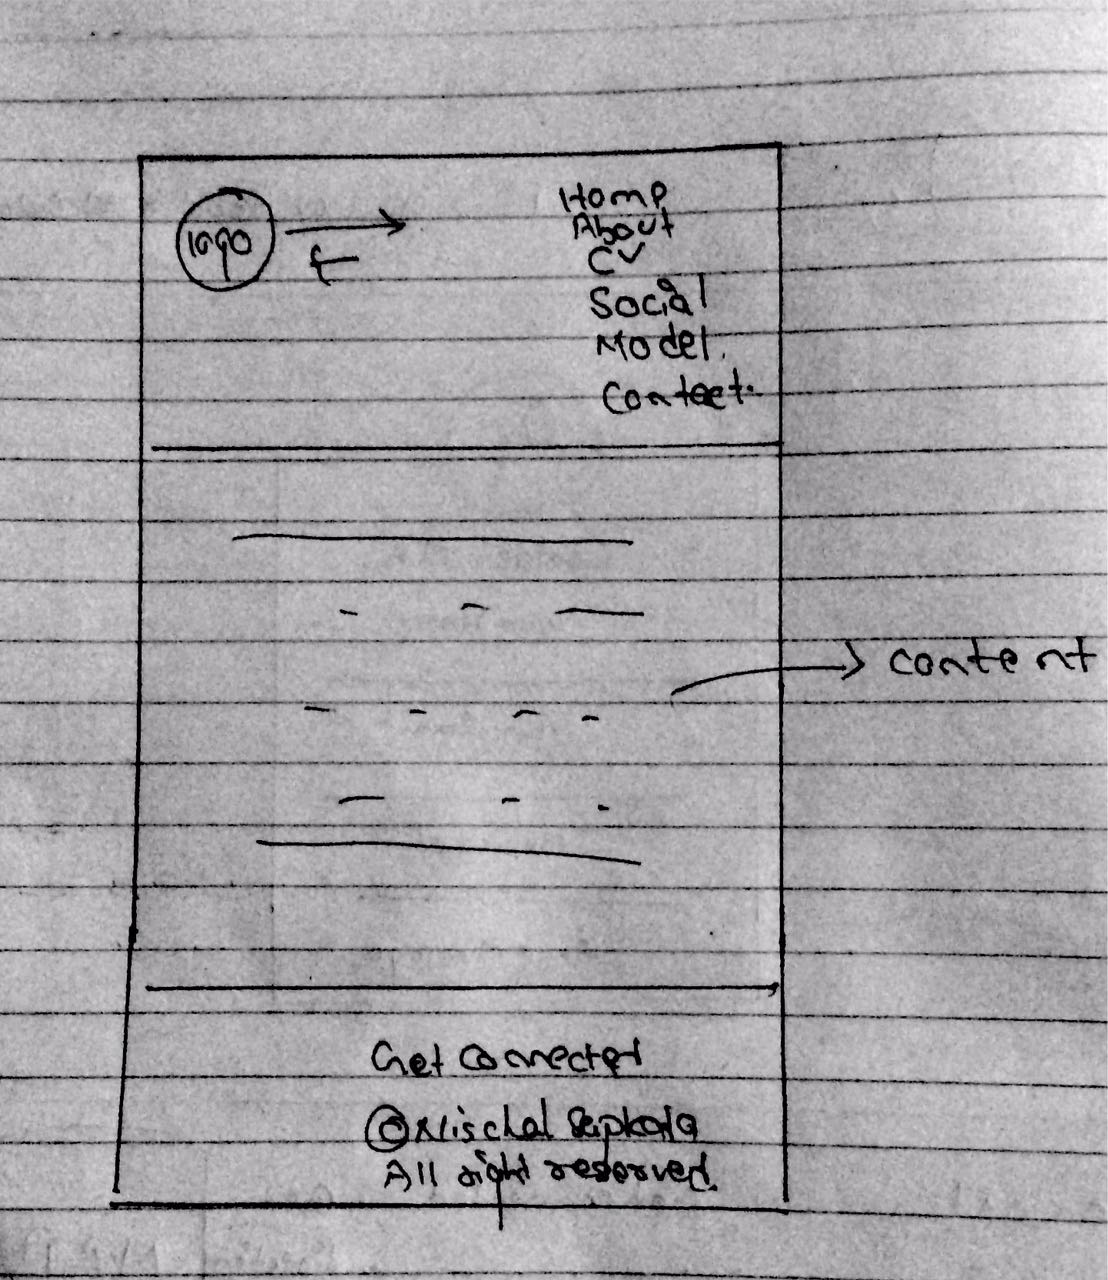 logo
Home
About
CV
Social
Model.
Contact.
content
Get connected
© Nischal Sapkota
All right reserved.